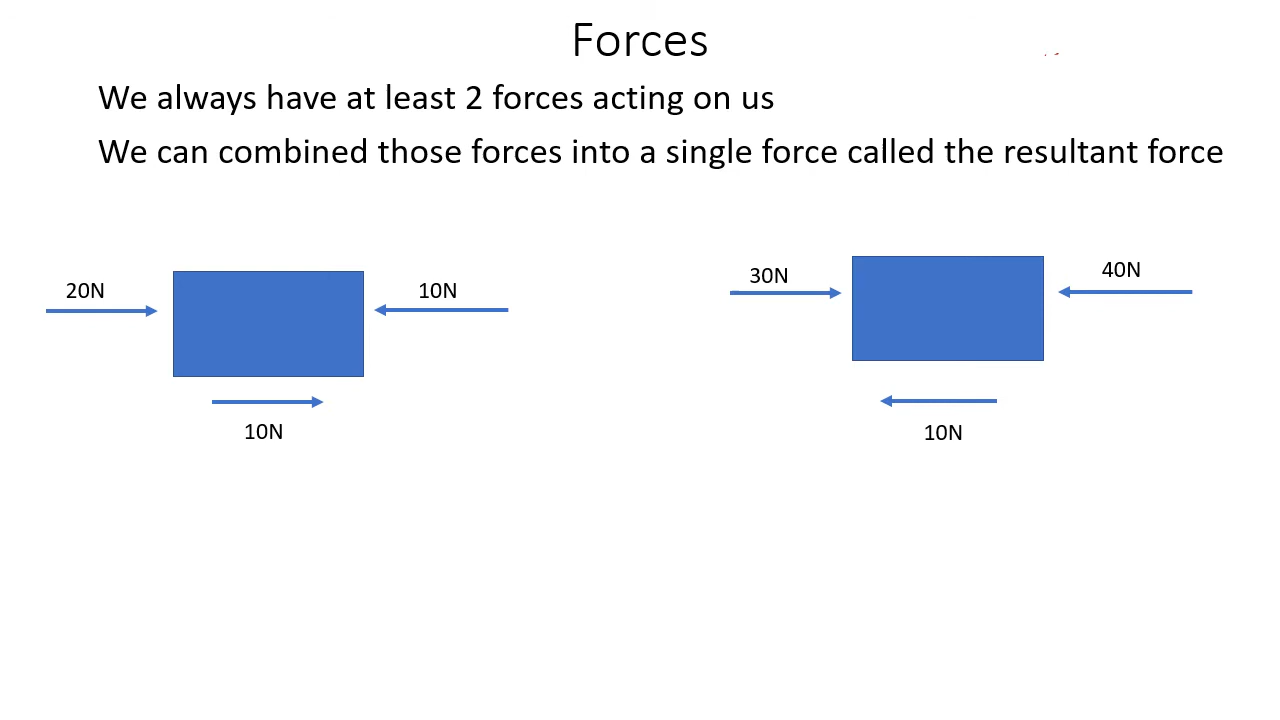 Forces
We always have at least 2 forces acting on us
We can combined those forces into a single force called the resultant force
20N
10N
10N
30N
40N
10N